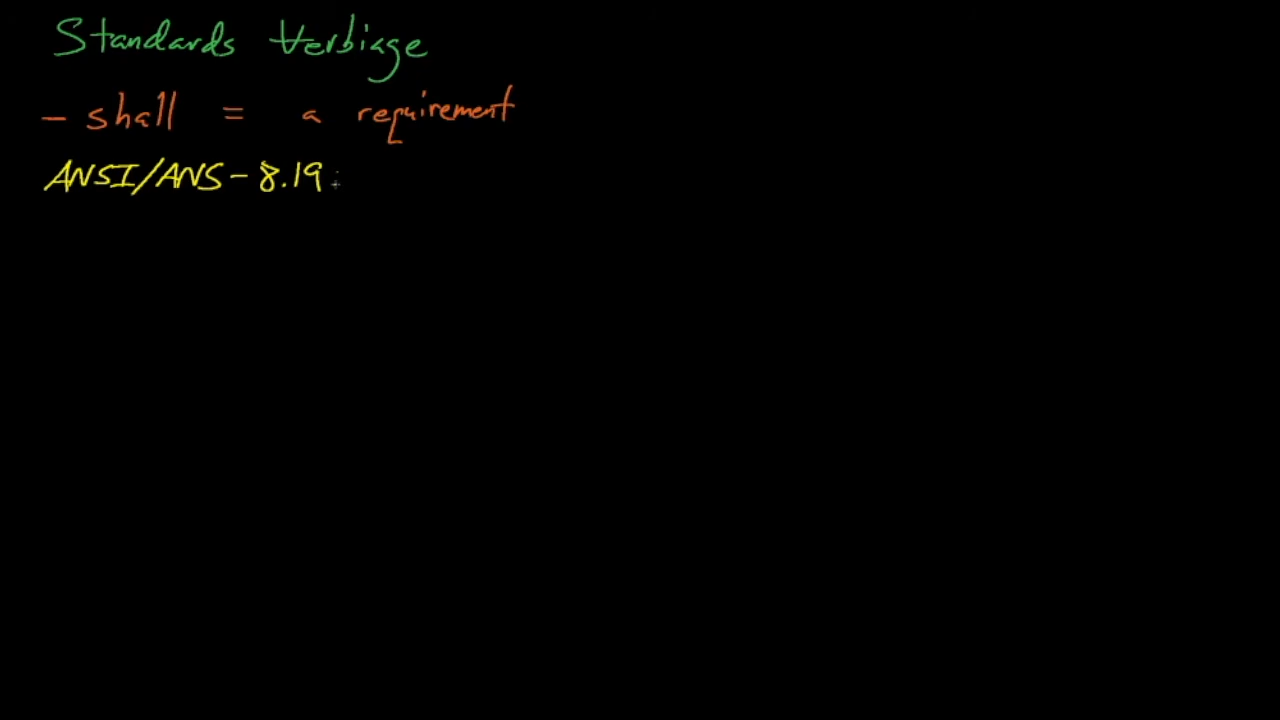 Standards Verbiage
- shall = a requirement
ANSI/ANS-8.19